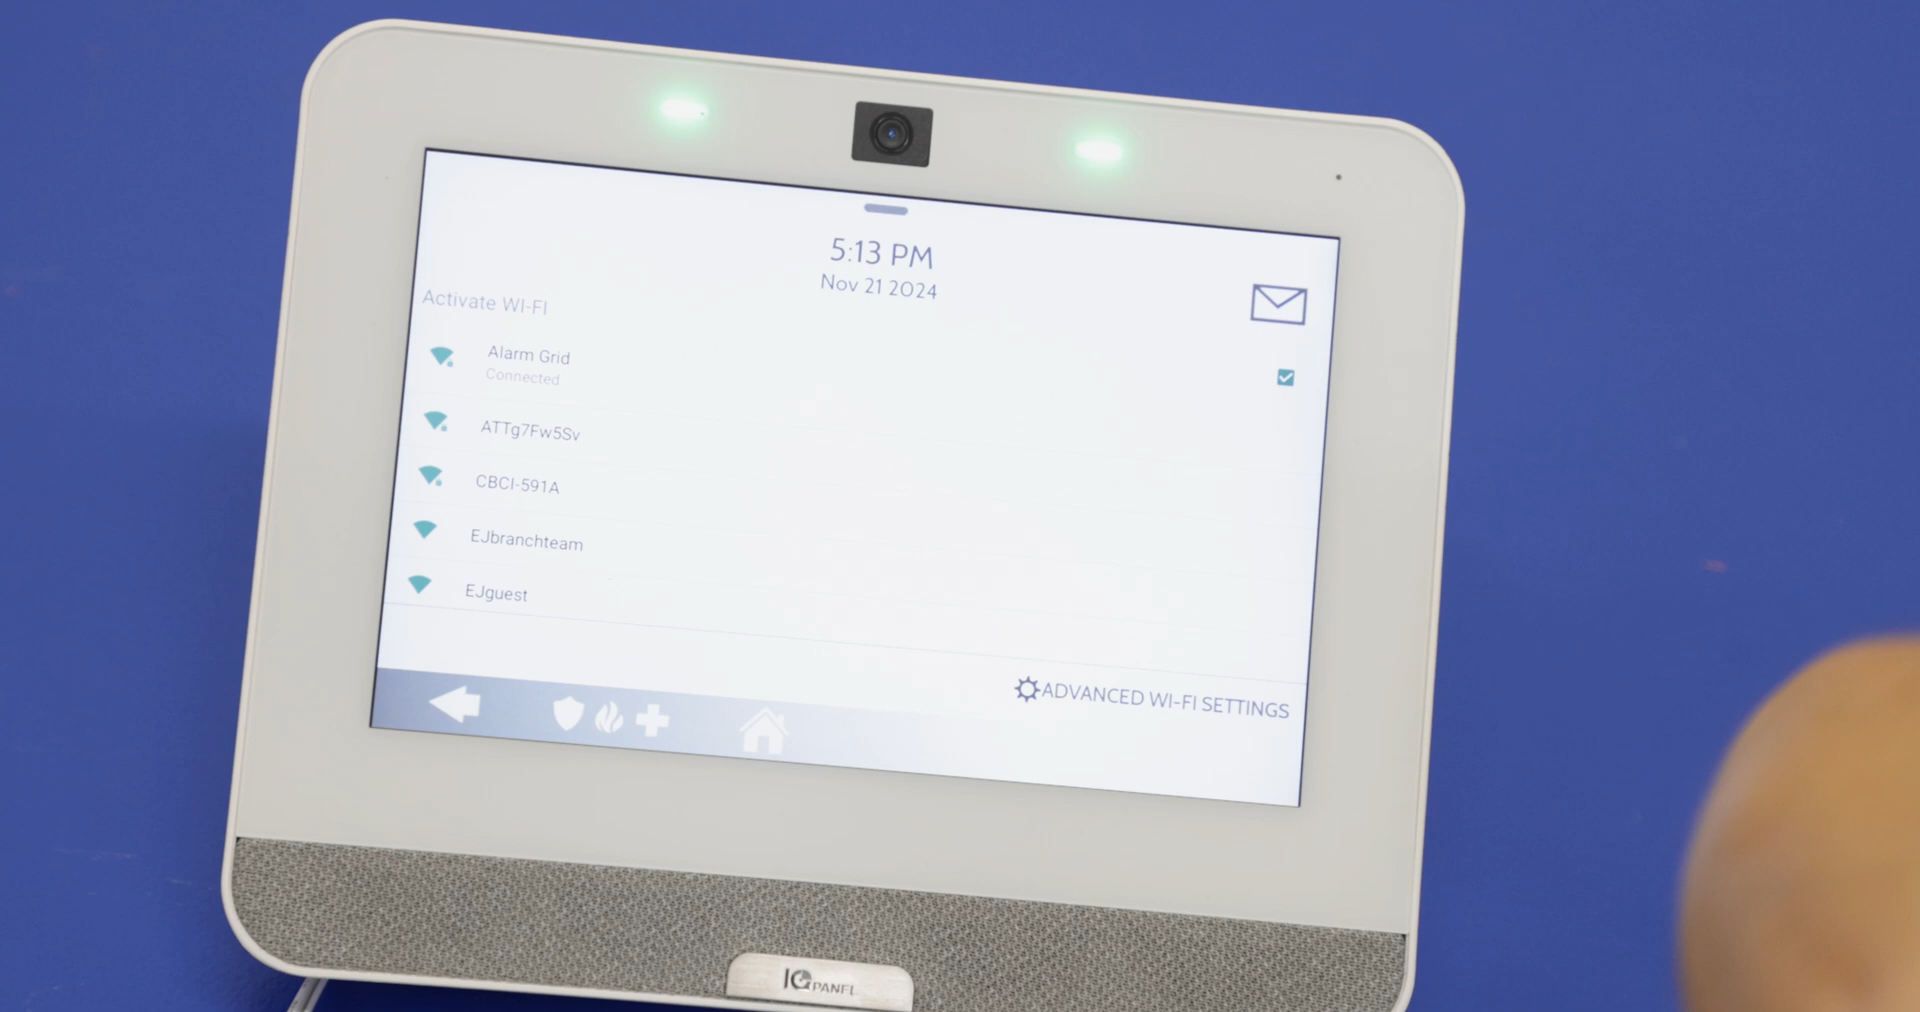 5:13 PM
Nov 21 2024
Activate WI-FI
Alarm Grid
Connected
ATTg7Fw5Sv
CBCI-591A
EJbranchteam
EJguest
ADVANCED WI-FI SETTINGS
IQ PANEL